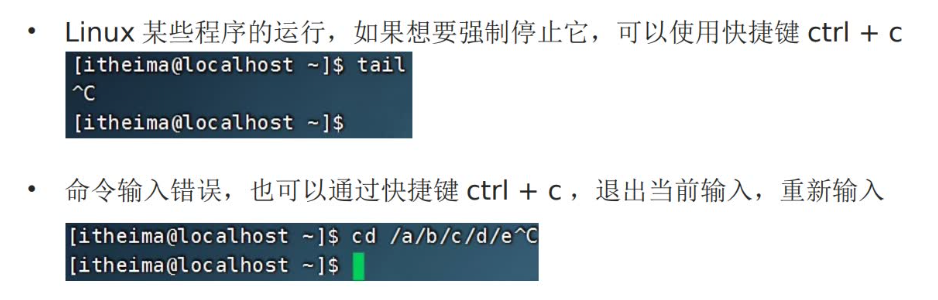 • Linux 某些程序的运行，如果想要强制停止它，可以使用快捷键 ctrl + c
[itheima@localhost ~]$ tail
^C
[itheima@localhost ~]$
• 命令输入错误，也可以通过快捷键 ctrl + c ，退出当前输入，重新输入
[itheima@localhost ~]$ cd /a/b/c/d/e^C
[itheima@localhost ~]$